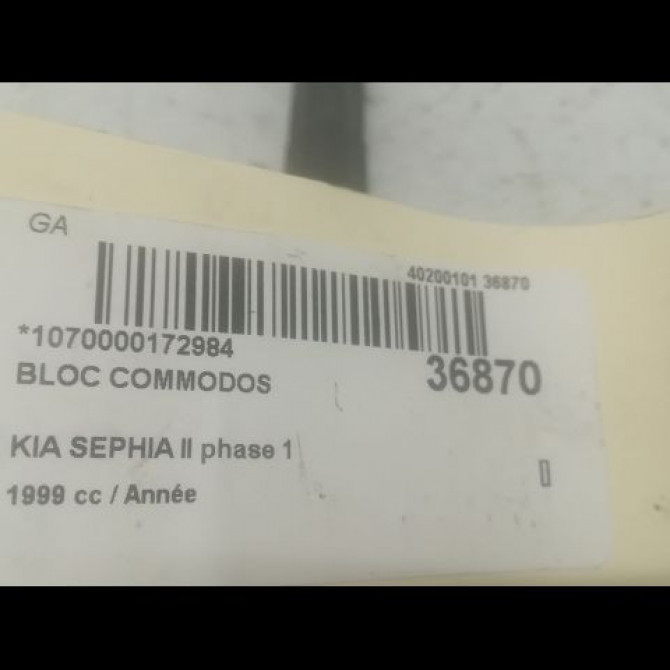 GA
40200101 36870
*1070000172984
36870
BLOC COMMODOS
KIA SEPHIA II phase 1
1999 cc / Année